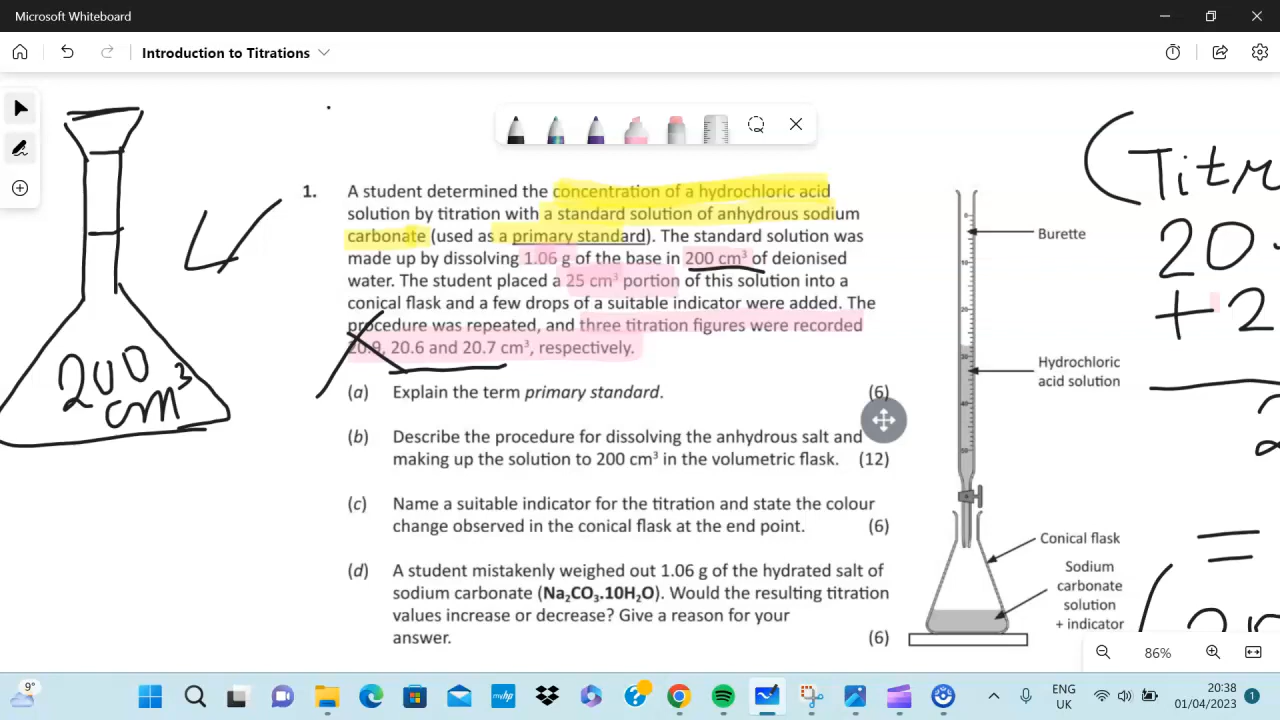 Microsoft Whiteboard
Introduction to Titrations
1. A student determined the concentration of a hydrochloric acid
solution by titration with a standard solution of anhydrous sodium
carbonate (used as a primary standard). The standard solution was
made up by dissolving 1.06 g of the base in 200 cm³ of deionised
water. The student placed a 25 cm³ portion of this solution into a
conical flask and a few drops of a suitable indicator were added. The
procedure was repeated, and three titration figures were recorded
20.9, 20.6 and 20.7 cm³, respectively.
(a) Explain the term primary standard. (6)
(b) Describe the procedure for dissolving the anhydrous salt and
making up the solution to 200 cm³ in the volumetric flask. (12)
(c) Name a suitable indicator for the titration and state the colour
change observed in the conical flask at the end point. (6)
(d) A student mistakenly weighed out 1.06 g of the hydrated salt of
sodium carbonate (Na₂CO₃.10H₂O). Would the resulting titration
values increase or decrease? Give a reason for your
answer. (6)
200
cm³
0
10
20
30
40
50
Burette
Hydrochloric
acid solution
Conical flask
Sodium
carbonate
solution
+ indicator
(Titr
20.
+ 2
=
86%
9°
myhp
ENG
UK
20:38
01/04/2023
1